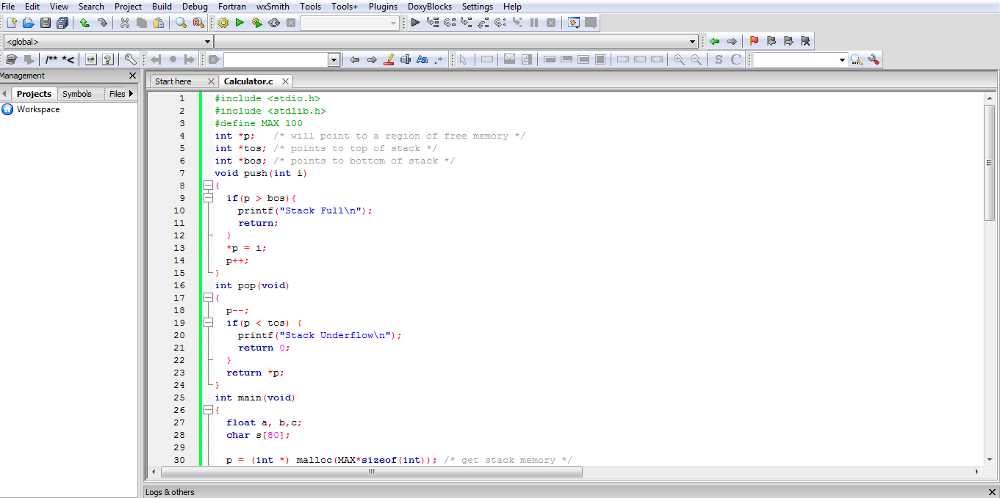 File Edit View Search Project Build Debug Fortran wxSmith Tools Tools+ Plugins DoxyBlocks Settings Help
<global>
/** *<
Management
Start here Calculator.c
Projects Symbols Files
Workspace
1 #include <stdio.h>
2 #include <stdlib.h>
3 #define MAX 100
4 int *p;   /* will point to a region of free memory */
5 int *tos; /* points to top of stack */
6 int *bos; /* points to bottom of stack */
7 void push(int i)
8 {
9   if(p > bos){
10     printf("Stack Full\n");
11     return;
12   }
13   *p = i;
14   p++;
15 }
16 int pop(void)
17 {
18   p--;
19   if(p < tos) {
20     printf("Stack Underflow\n");
21     return 0;
22   }
23   return *p;
24 }
25 int main(void)
26 {
27   float a, b,c;
28   char s[80];
29
30   p = (int *) malloc(MAX*sizeof(int)); /* get stack memory */
Logs & others